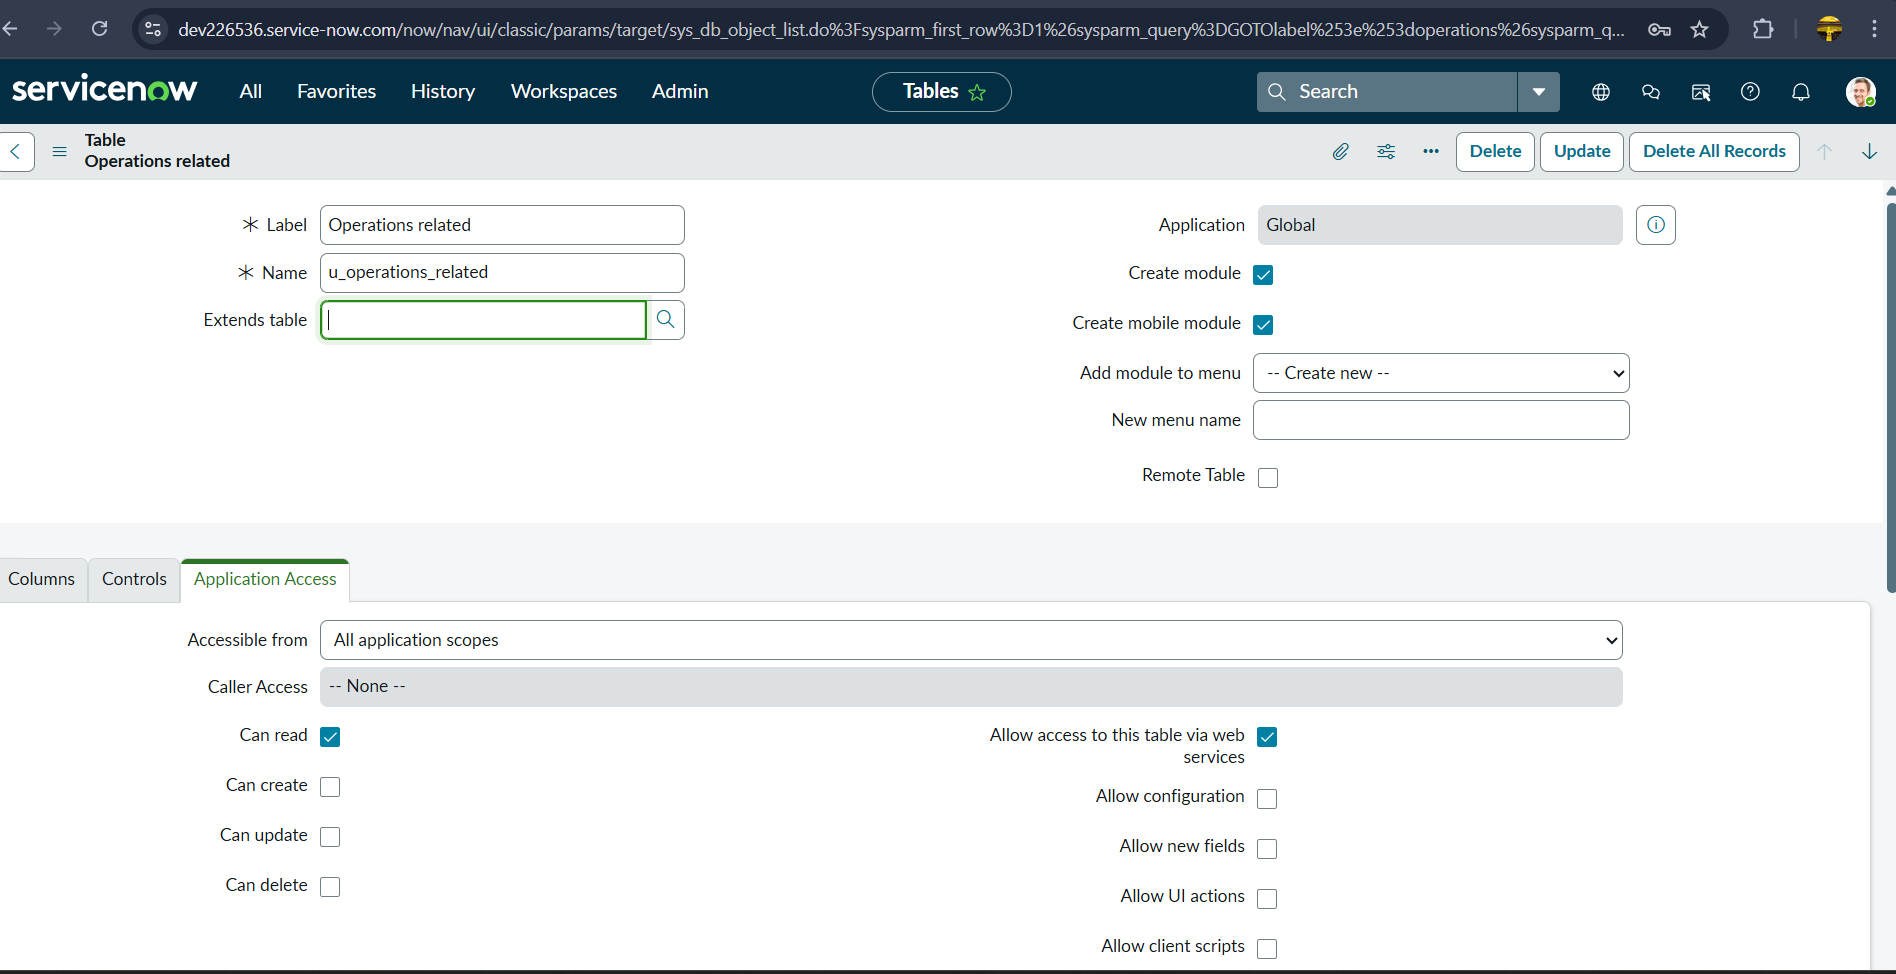 dev226536.service-now.com/now/nav/ui/classic/params/target/sys_db_object_list.do%3Fsysparm_first_row%3D1%26sysparm_query%3DGOTOlabel%253e%253doperations%26sysparm_q...
servicenow All Favorites History Workspaces Admin Tables Search
Table
Operations related
Delete Update Delete All Records
Label Operations related Application Global
Name u_operations_related Create module
Extends table Create mobile module
Add module to menu -- Create new --
New menu name
Remote Table
Columns Controls Application Access
Accessible from All application scopes
Caller Access -- None --
Can read Allow access to this table via web
services
Can create Allow configuration
Can update Allow new fields
Can delete Allow UI actions
Allow client scripts